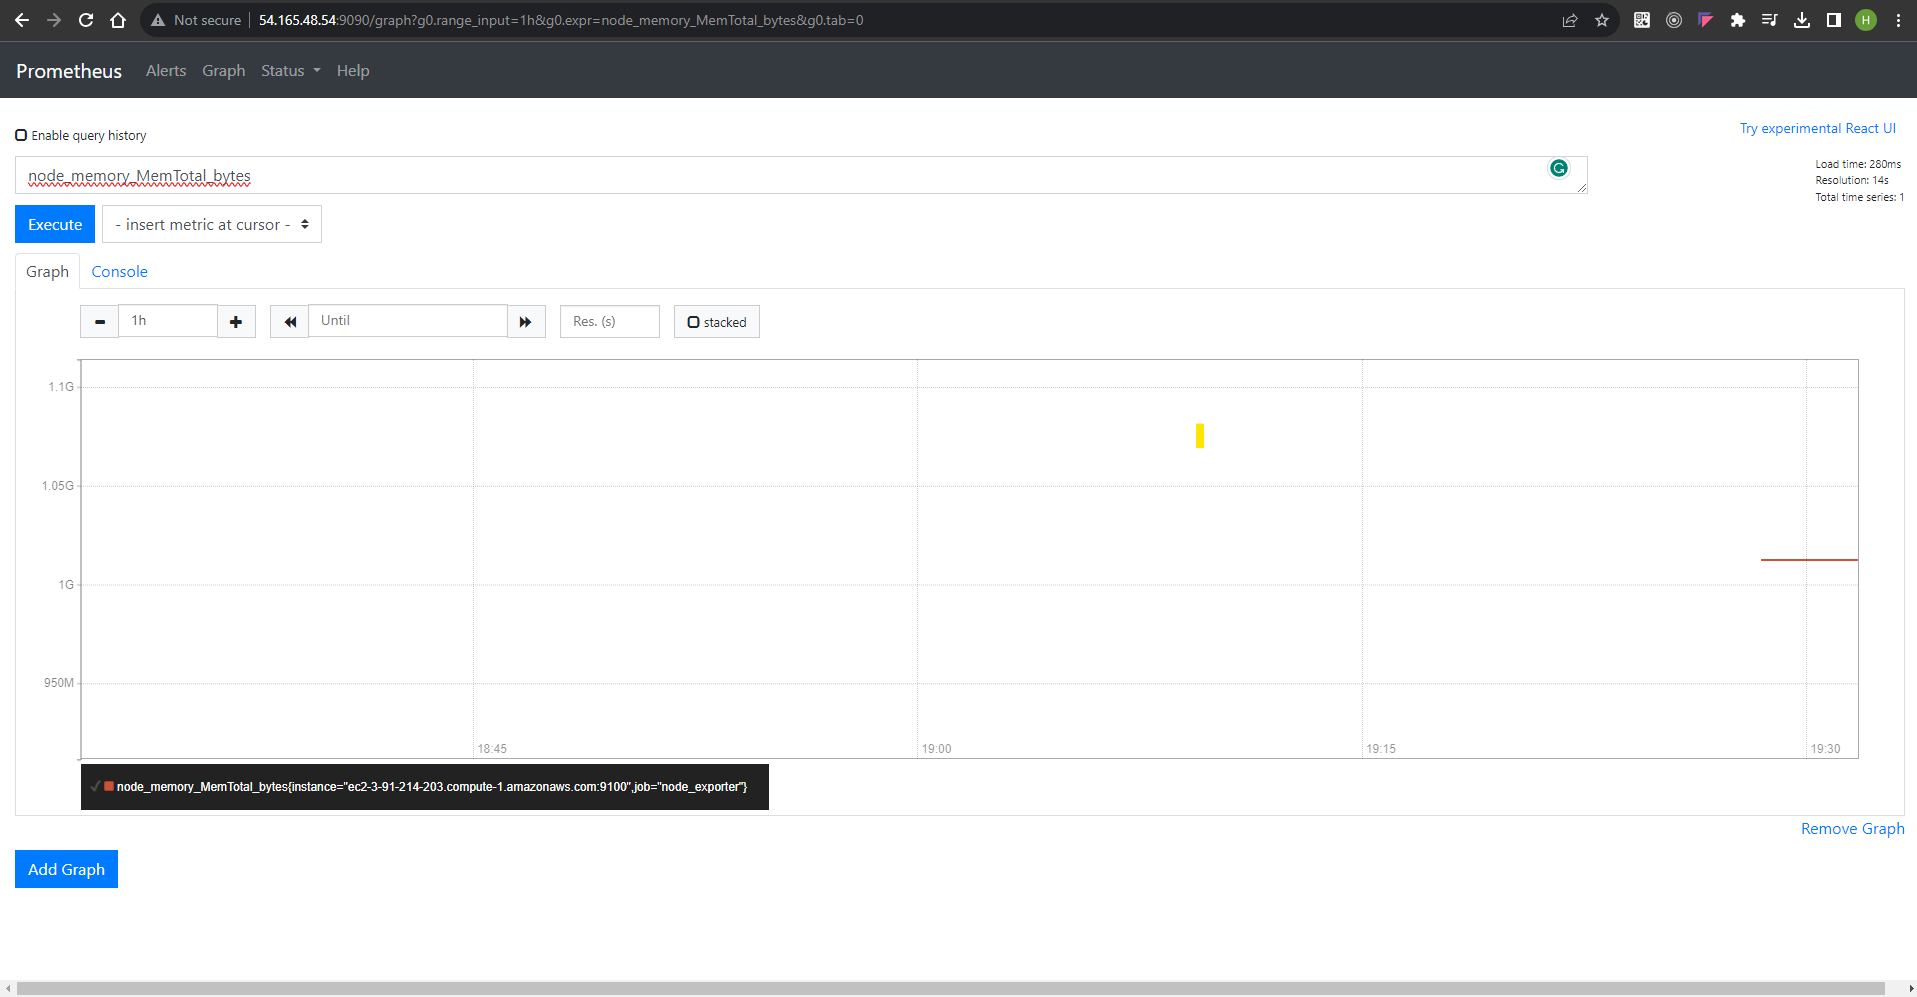 Not secure 54.165.48.54:9090/graph?g0.range_input=1h&g0.expr=node_memory_MemTotal_bytes&g0.tab=0 H
Prometheus Alerts Graph Status Help
Enable query history
Try experimental React UI
node_memory_MemTotal_bytes
Load time: 280ms
Resolution: 14s
Total time series: 1
Execute - insert metric at cursor -
Graph Console
1h Until Res. (s) stacked
1.1G
1.05G
1G
950M
18:45 19:00 19:15 19:30
node_memory_MemTotal_bytes{instance="ec2-3-91-214-203.compute-1.amazonaws.com:9100",job="node_exporter"}
Remove Graph
Add Graph